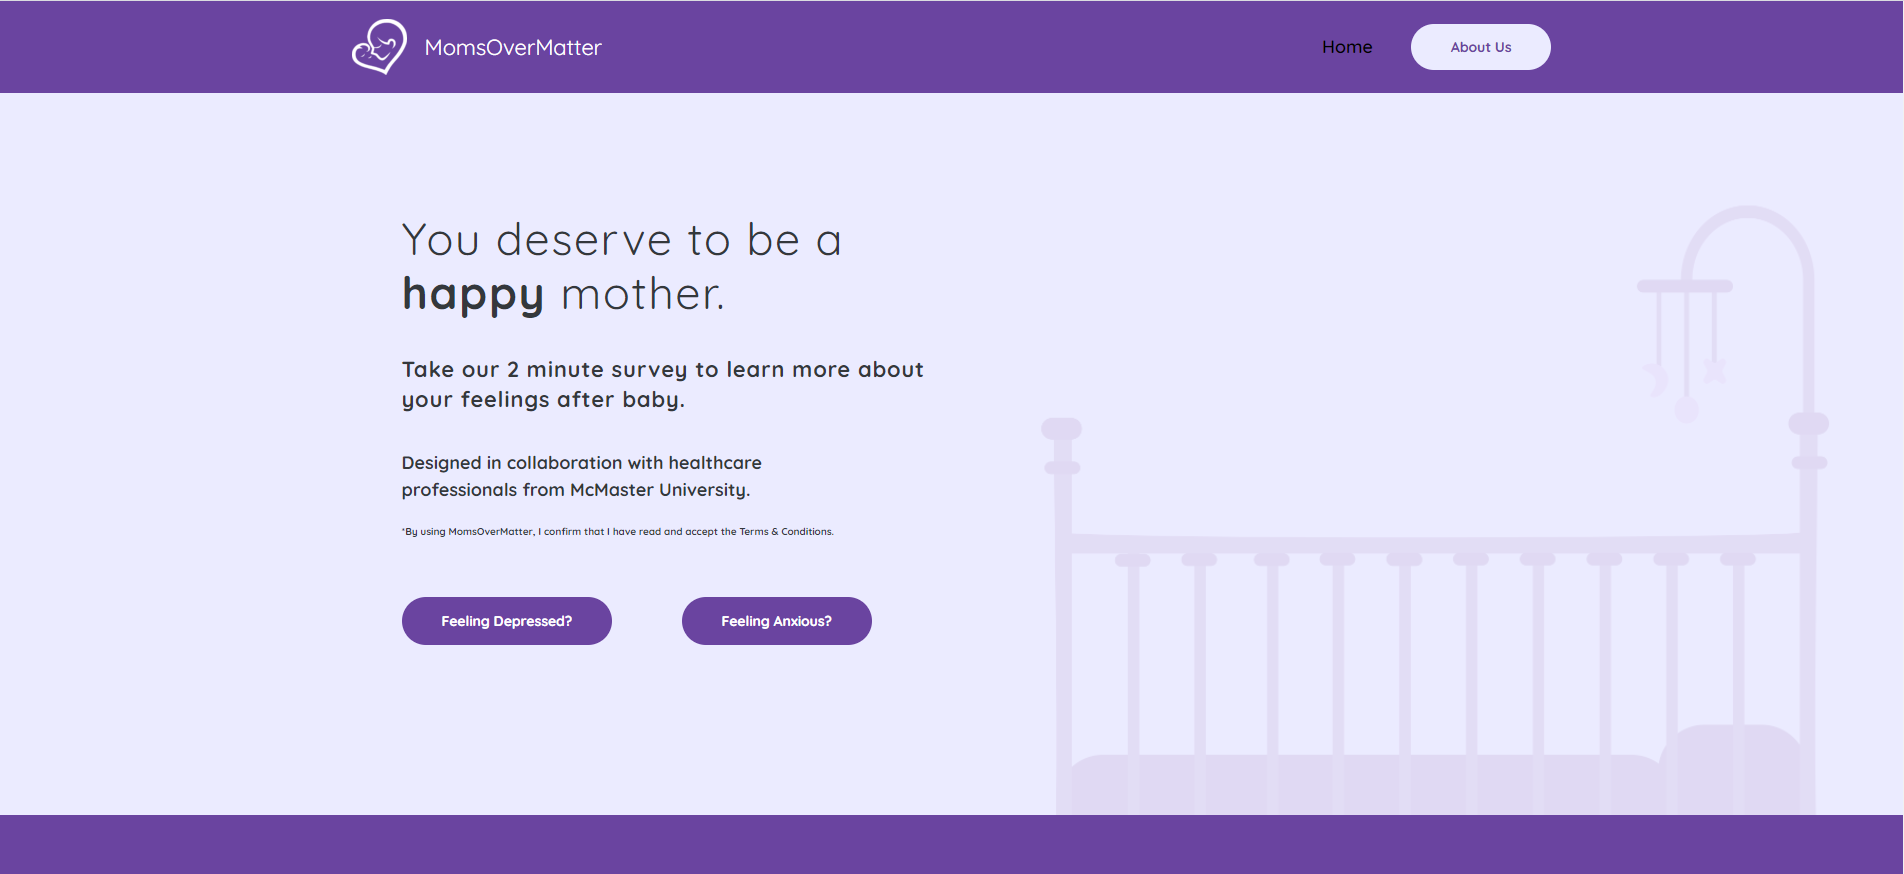 MomsOverMatter
Home
About Us
You deserve to be a
happy mother.
Take our 2 minute survey to learn more about
your feelings after baby.
Designed in collaboration with healthcare
professionals from McMaster University.
*By using MomsOverMatter, I confirm that I have read and accept the Terms & Conditions.
Feeling Depressed?
Feeling Anxious?